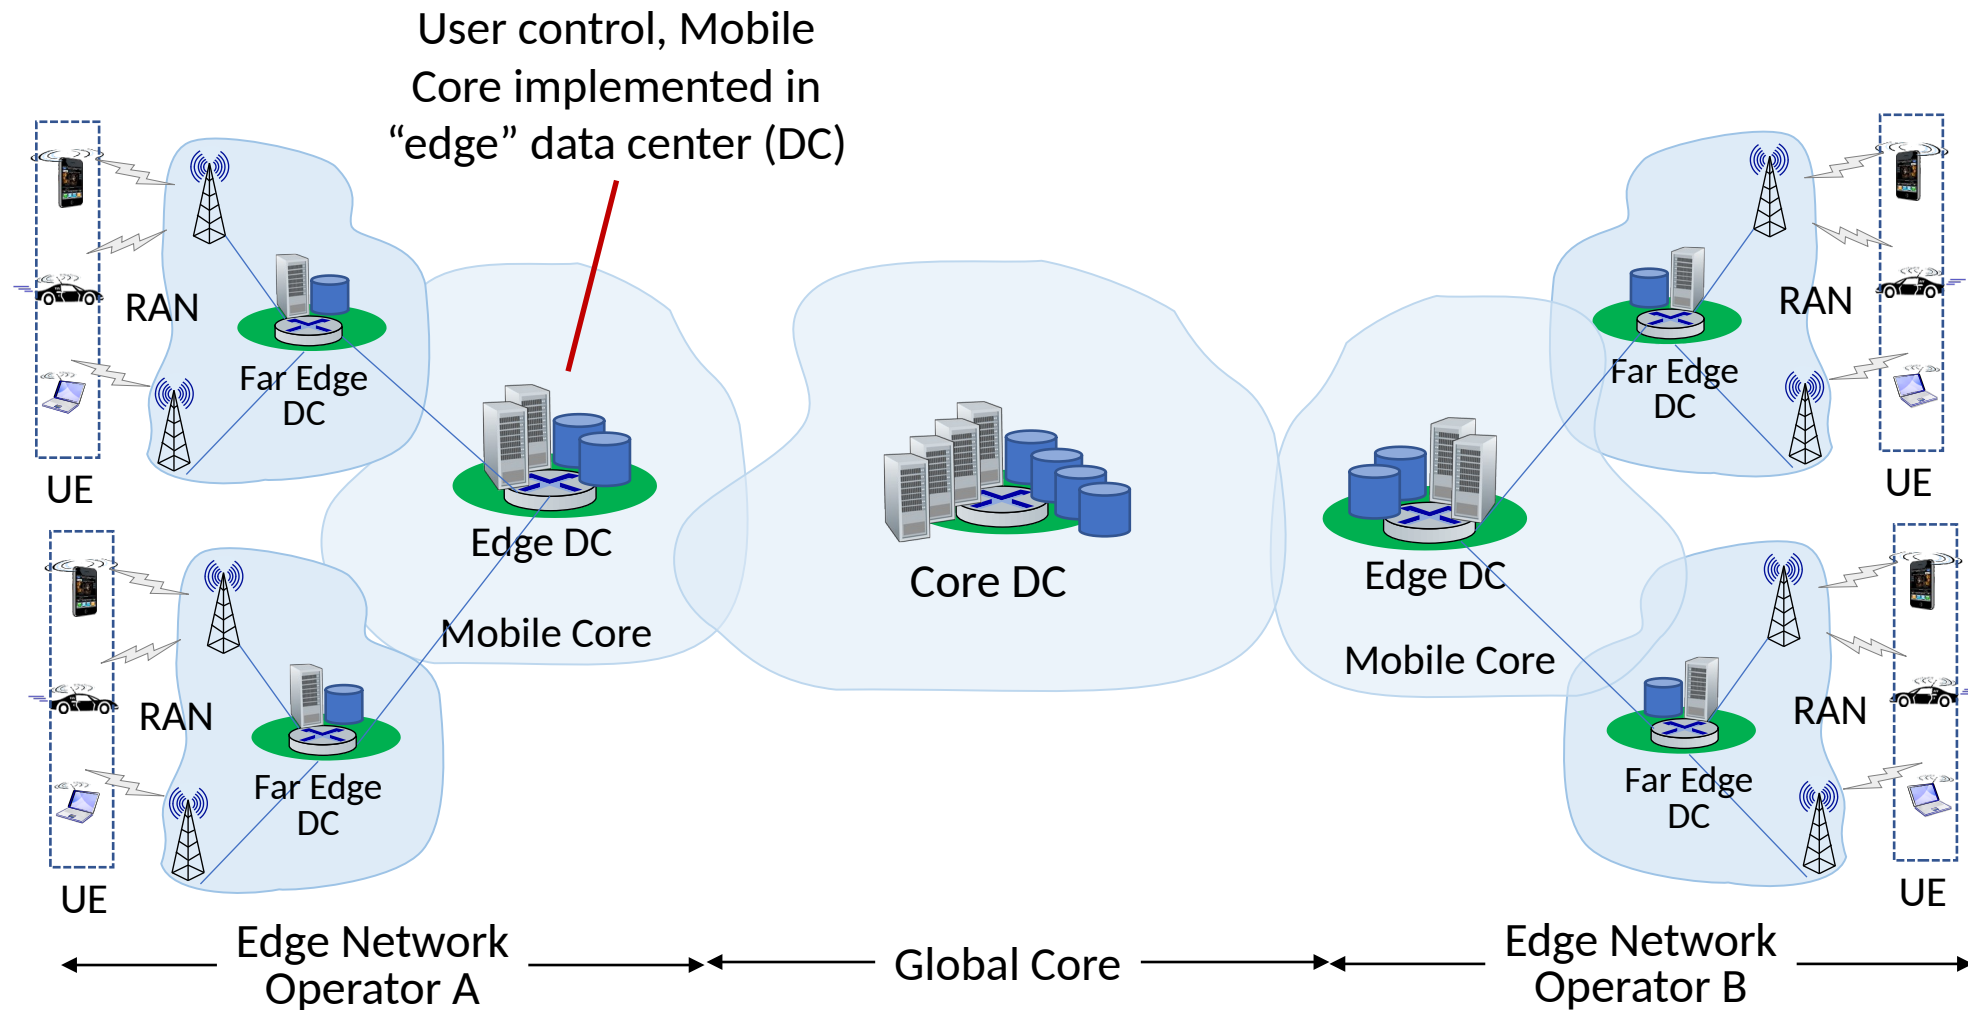 User control, Mobile
Core implemented in
“edge” data center (DC)
RAN
Far Edge
DC
UE
Edge DC
Mobile Core
RAN
Far Edge
DC
UE
Core DC
Edge DC
Mobile Core
RAN
Far Edge
DC
UE
RAN
Far Edge
DC
UE
Edge Network
Operator A
Global Core
Edge Network
Operator B